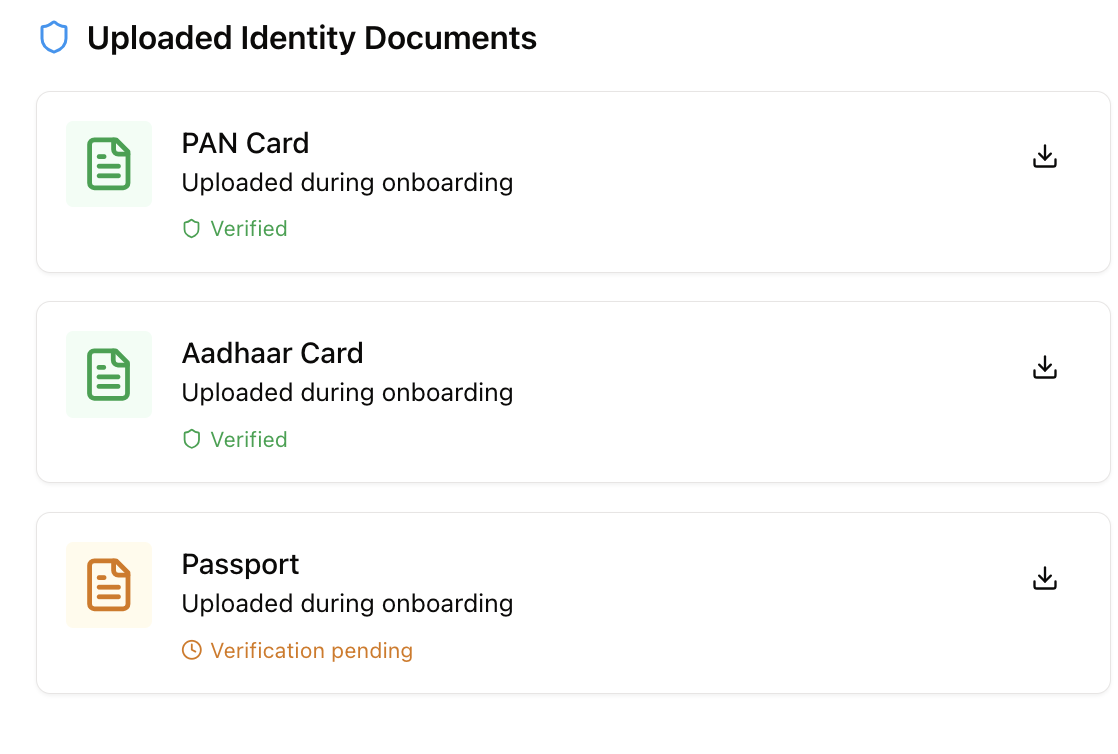 Uploaded Identity Documents
PAN Card
Uploaded during onboarding
Verified
Aadhaar Card
Uploaded during onboarding
Verified
Passport
Uploaded during onboarding
Verification pending